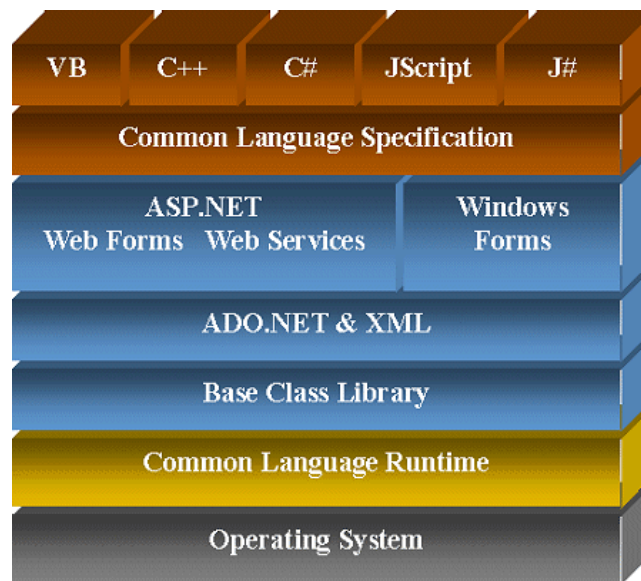 VB C++ C# JScript J#
Common Language Specification
ASP.NET Windows
Web Forms Web Services Forms
ADO.NET & XML
Base Class Library
Common Language Runtime
Operating System